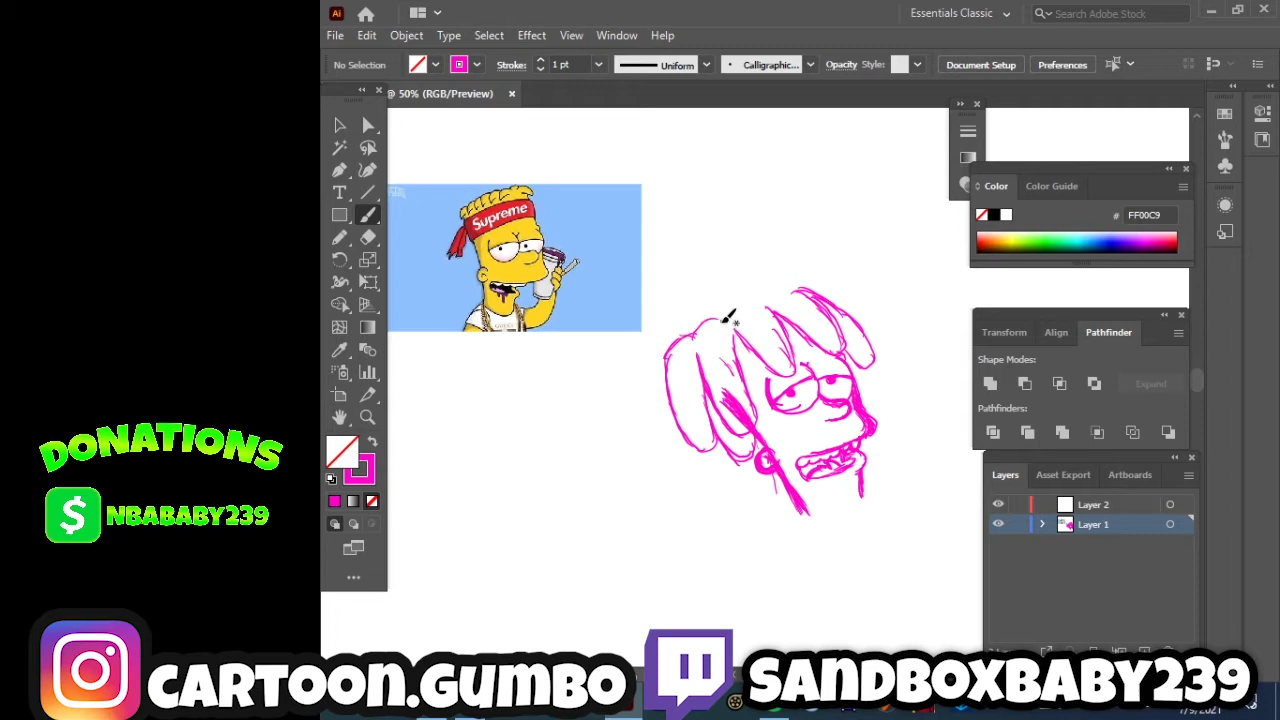 Ai
Essentials Classic
Search Adobe Stock
File Edit Object Type Select Effect View Window Help
No Selection Stroke: 1 pt Uniform Calligraphic... Opacity Style: Document Setup Preferences
@ 50% (RGB/Preview)
Color Color Guide
# FF00C9
Supreme
Transform Align Pathfinder
Shape Modes:
Expand
Pathfinders:
Layers Asset Export Artboards
Layer 2
Layer 1
DONATIONS
$ NBABABY239
CARTOON.GUMBO SANDBOXBABY239